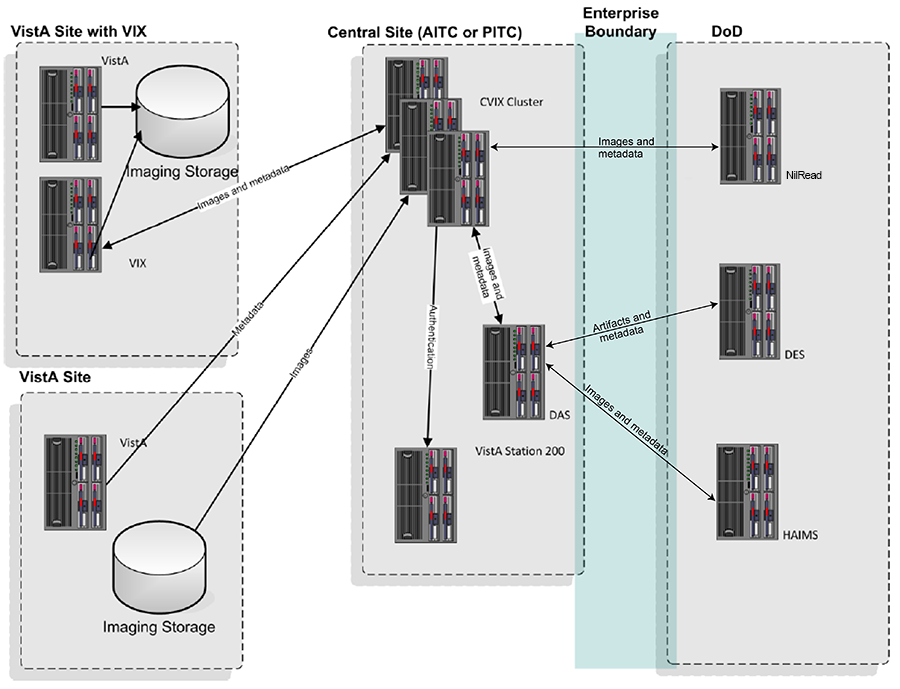 VistA Site with VIX
VistA
Imaging Storage
VIX
Images and metadata
VistA Site
VistA
Imaging Storage
Metadata
Images
Central Site (AITC or PITC)
CVIX Cluster
Images and
metadata
Authentication
DAS
VistA Station 200
Enterprise
Boundary
Images and
metadata
Artifacts and
metadata
Images and metadata
DoD
NilRead
DES
HAIMS